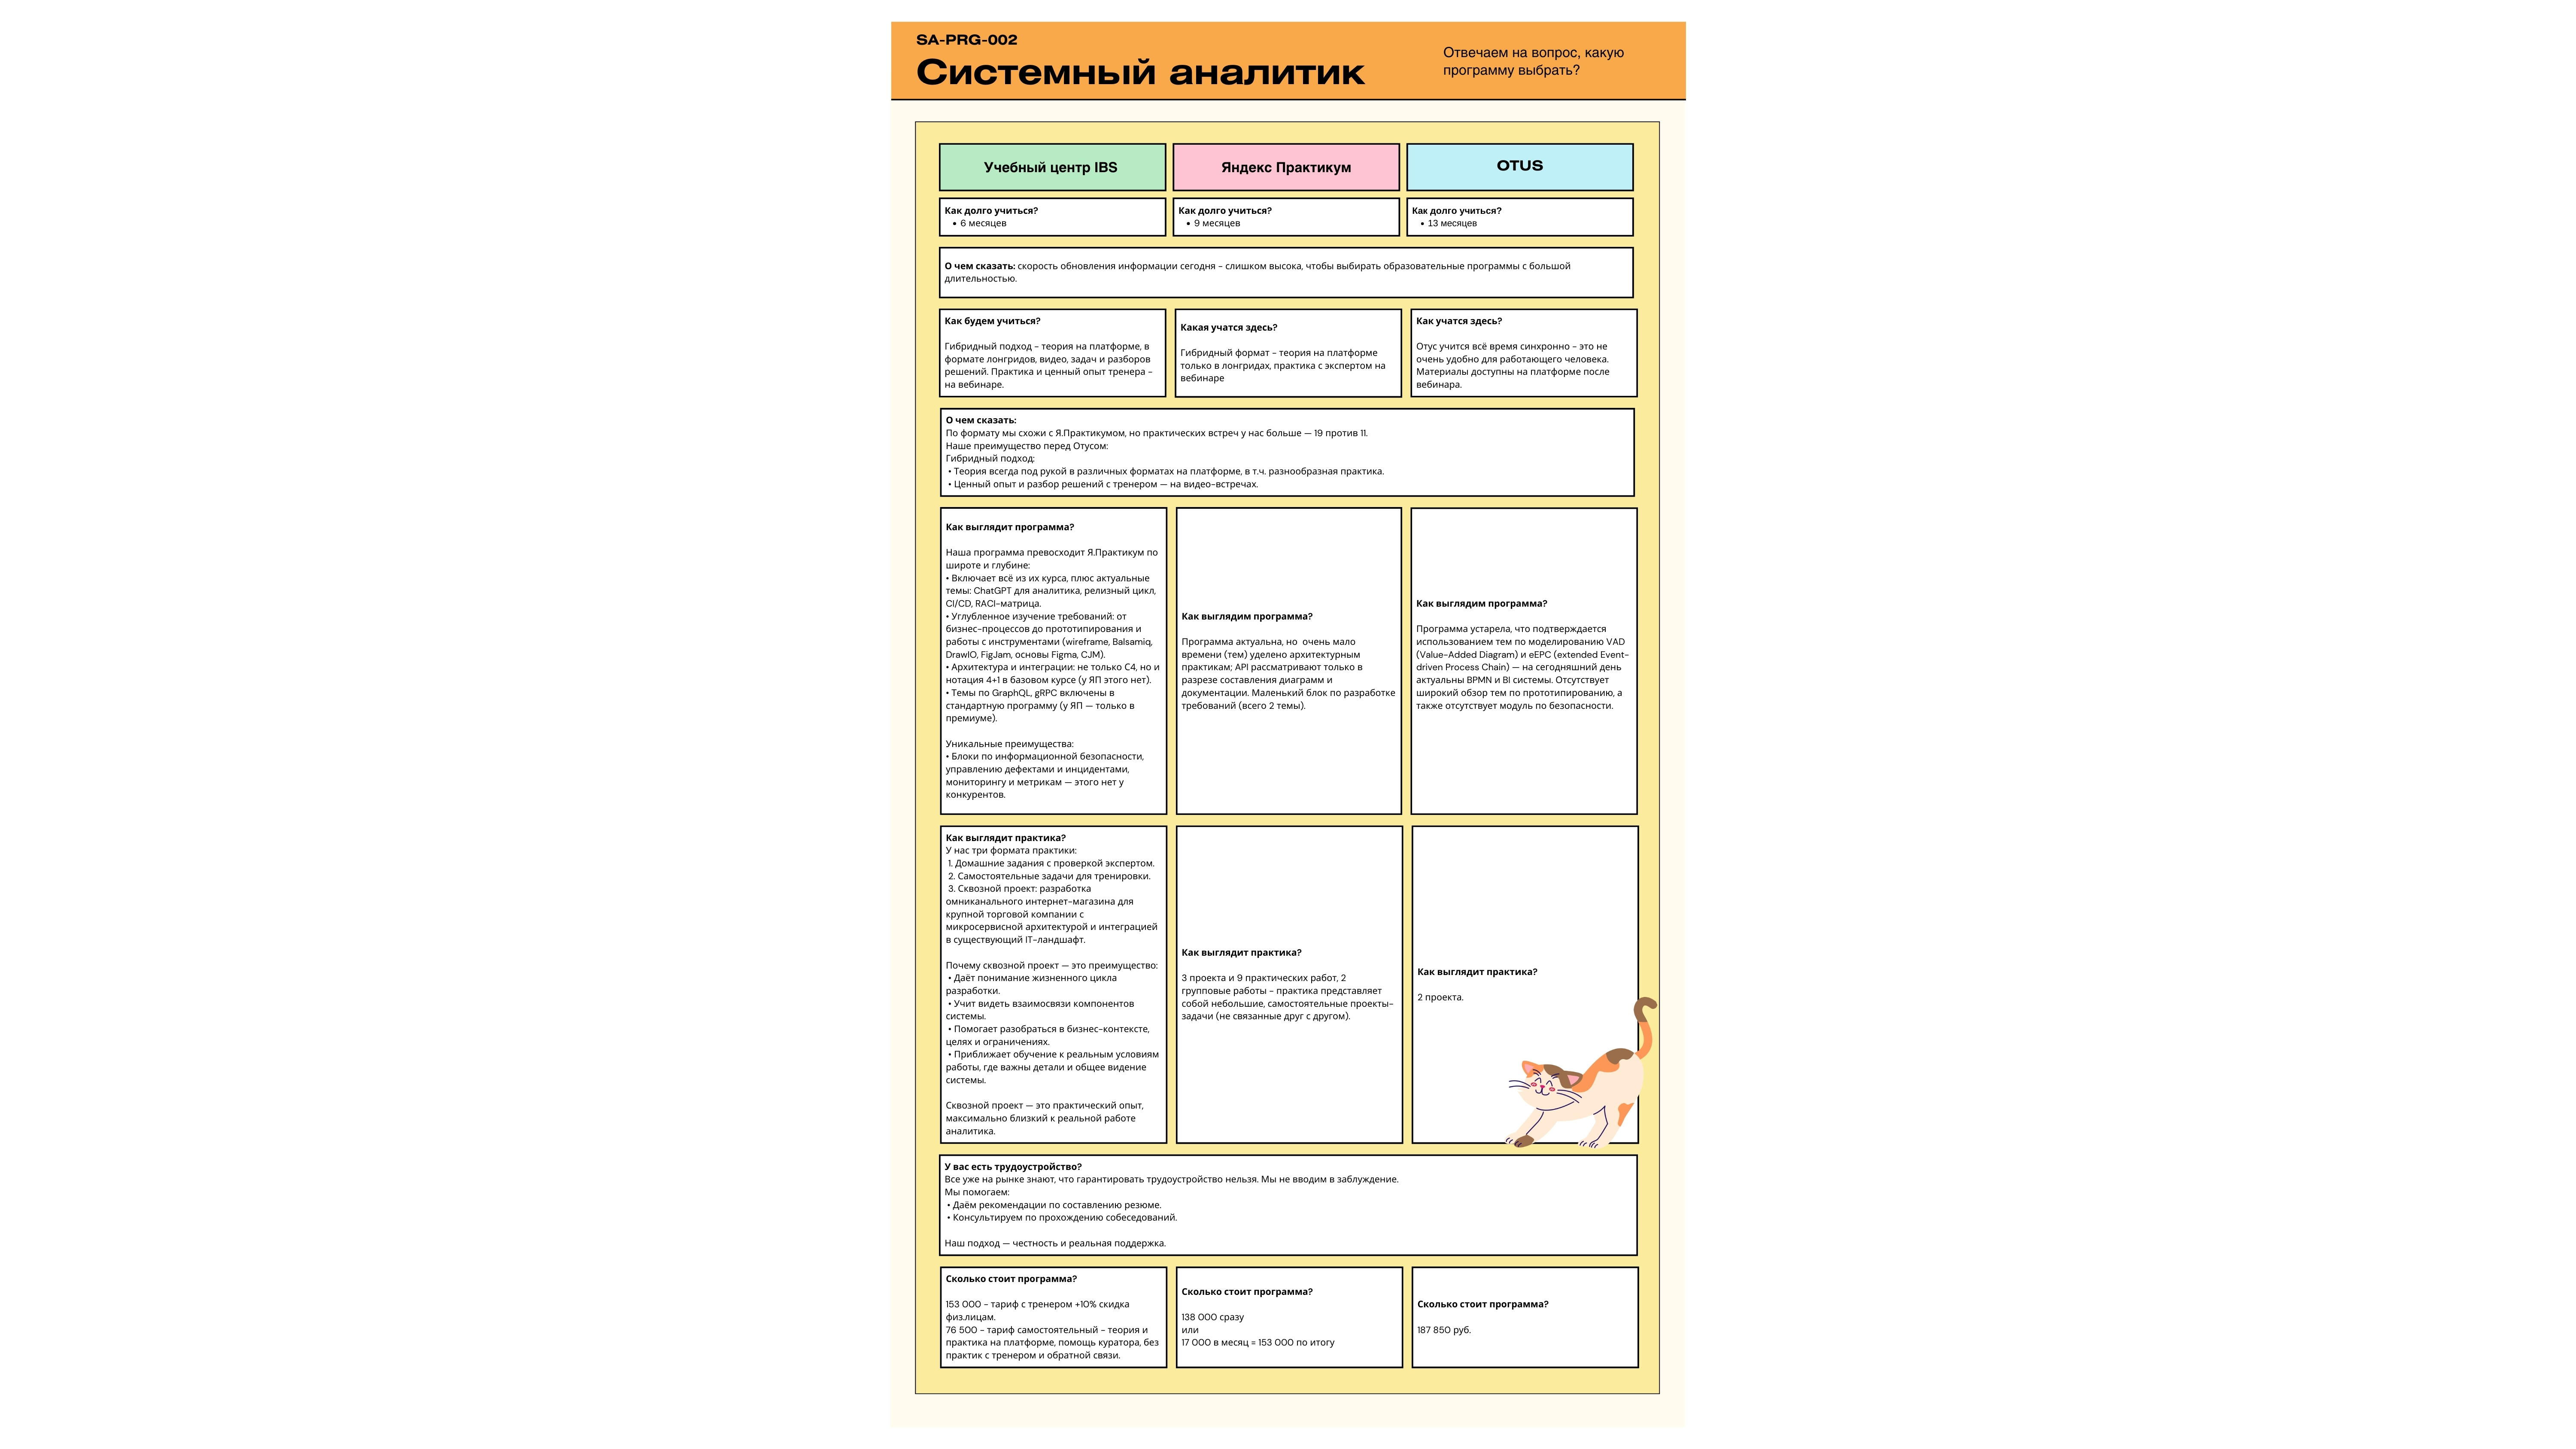 SA-PRG-002
Системный аналитик
Отвечаем на вопрос, какую
программу выбрать?
Учебный центр IBS
Яндекс Практикум
OTUS
Как долго учиться?
• 6 месяцев
Как долго учиться?
• 9 месяцев
Как долго учиться?
• 13 месяцев
О чем сказать: скорость обновления информации сегодня - слишком высока, чтобы выбирать образовательные программы с большой
длительностью.
Как будем учиться?
Гибридный подход - теория на платформе, в
формате лонгридов, видео, задач и разборов
решений. Практика и ценный опыт тренера -
на вебинаре.
Какая учатся здесь?
Гибридный формат - теория на платформе
только в лонгридах, практика с экспертом на
вебинаре
Как учатся здесь?
Отус учится всё время синхронно - это не
очень удобно для работающего человека.
Материалы доступны на платформе после
вебинара.
О чем сказать:
По формату мы схожи с Я.Практикумом, но практических встреч у нас больше — 19 против 11.
Наше преимущество перед Отусом:
Гибридный подход:
• Теория всегда под рукой в различных форматах на платформе, в т.ч. разнообразная практика.
• Ценный опыт и разбор решений с тренером — на видео-встречах.
Как выглядит программа?
Наша программа превосходит Я.Практикум по
широте и глубине:
• Включает всё из их курса, плюс актуальные
темы: ChatGPT для аналитика, релизный цикл,
CI/CD, RACI-матрица.
• Углубленное изучение требований: от
бизнес-процессов до прототипирования и
работы с инструментами (wireframe, Balsamiq,
DrawIO, FigJam, основы Figma, CJM).
• Архитектура и интеграции: не только C4, но и
нотация 4+1 в базовом курсе (у ЯП этого нет).
• Темы по GraphQL, gRPC включены в
стандартную программу (у ЯП — только в
премиуме).
Уникальные преимущества:
• Блоки по информационной безопасности,
управлению дефектами и инцидентами,
мониторингу и метрикам — этого нет у
конкурентов.
Как выглядим программа?
Программа актуальна, но  очень мало
времени (тем) уделено архитектурным
практикам; API рассматривают только в
разрезе составления диаграмм и
документации. Маленький блок по разработке
требований (всего 2 темы).
Как выглядим программа?
Программа устарела, что подтверждается
использованием тем по моделированию VAD
(Value-Added Diagram) и eEPC (extended Event-
driven Process Chain) — на сегодняшний день
актуальны BPMN и BI системы. Отсутствует
широкий обзор тем по прототипированию, а
также отсутствует модуль по безопасности.
Как выглядит практика?
У нас три формата практики:
1. Домашние задания с проверкой экспертом.
2. Самостоятельные задачи для тренировки.
3. Сквозной проект: разработка
омниканального интернет-магазина для
крупной торговой компании с
микросервисной архитектурой и интеграцией
в существующий IT-ландшафт.
Почему сквозной проект — это преимущество:
• Даёт понимание жизненного цикла
разработки.
• Учит видеть взаимосвязи компонентов
системы.
• Помогает разобраться в бизнес-контексте,
целях и ограничениях.
• Приближает обучение к реальным условиям
работы, где важны детали и общее видение
системы.
Сквозной проект — это практический опыт,
максимально близкий к реальной работе
аналитика.
Как выглядит практика?
3 проекта и 9 практических работ, 2
групповые работы - практика представляет
собой небольшие, самостоятельные проекты-
задачи (не связанные друг с другом).
Как выглядит практика?
2 проекта.
У вас есть трудоустройство?
Все уже на рынке знают, что гарантировать трудоустройство нельзя. Мы не вводим в заблуждение.
Мы помогаем:
• Даём рекомендации по составлению резюме.
• Консультируем по прохождению собеседований.
Наш подход — честность и реальная поддержка.
Сколько стоит программа?
153 000 - тариф с тренером +10% скидка
физ.лицам.
76 500 - тариф самостоятельный - теория и
практика на платформе, помощь куратора, без
практик с тренером и обратной связи.
Сколько стоит программа?
138 000 сразу
или
17 000 в месяц = 153 000 по итогу
Сколько стоит программа?
187 850 руб.